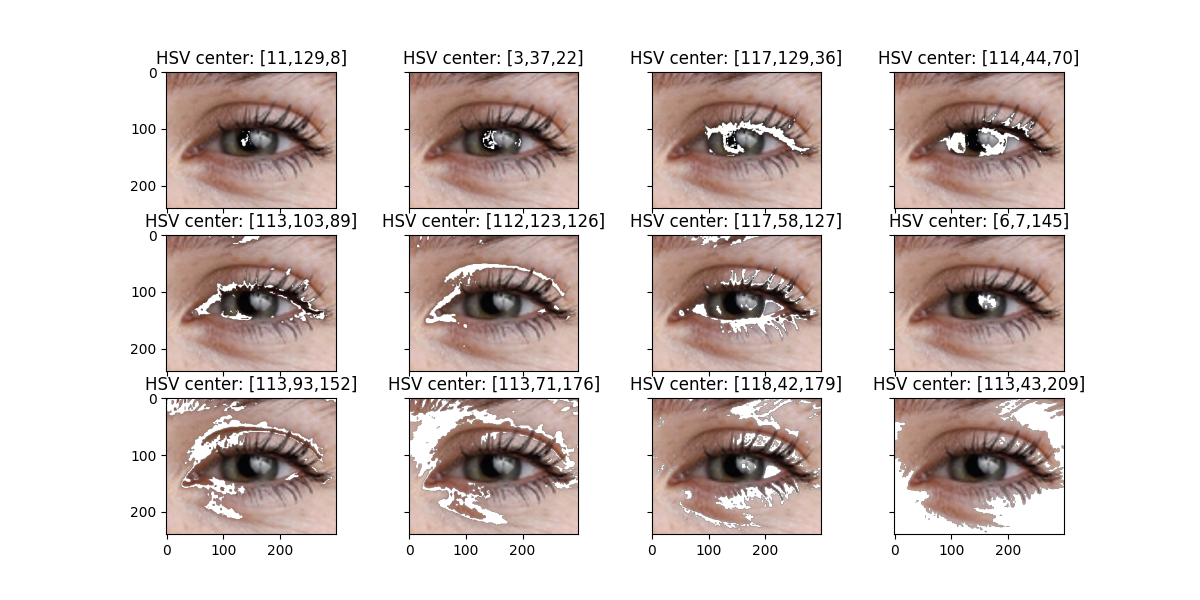 HSV center: [11,129,8] HSV center: [3,37,22] HSV center: [117,129,36] HSV center: [114,44,70]
0
100
200
HSV center: [113,103,89] HSV center: [112,123,126] HSV center: [117,58,127] HSV center: [6,7,145]
0
100
200
HSV center: [113,93,152] HSV center: [113,71,176] HSV center: [118,42,179] HSV center: [113,43,209]
0
100
200
0 100 200 0 100 200 0 100 200 0 100 200